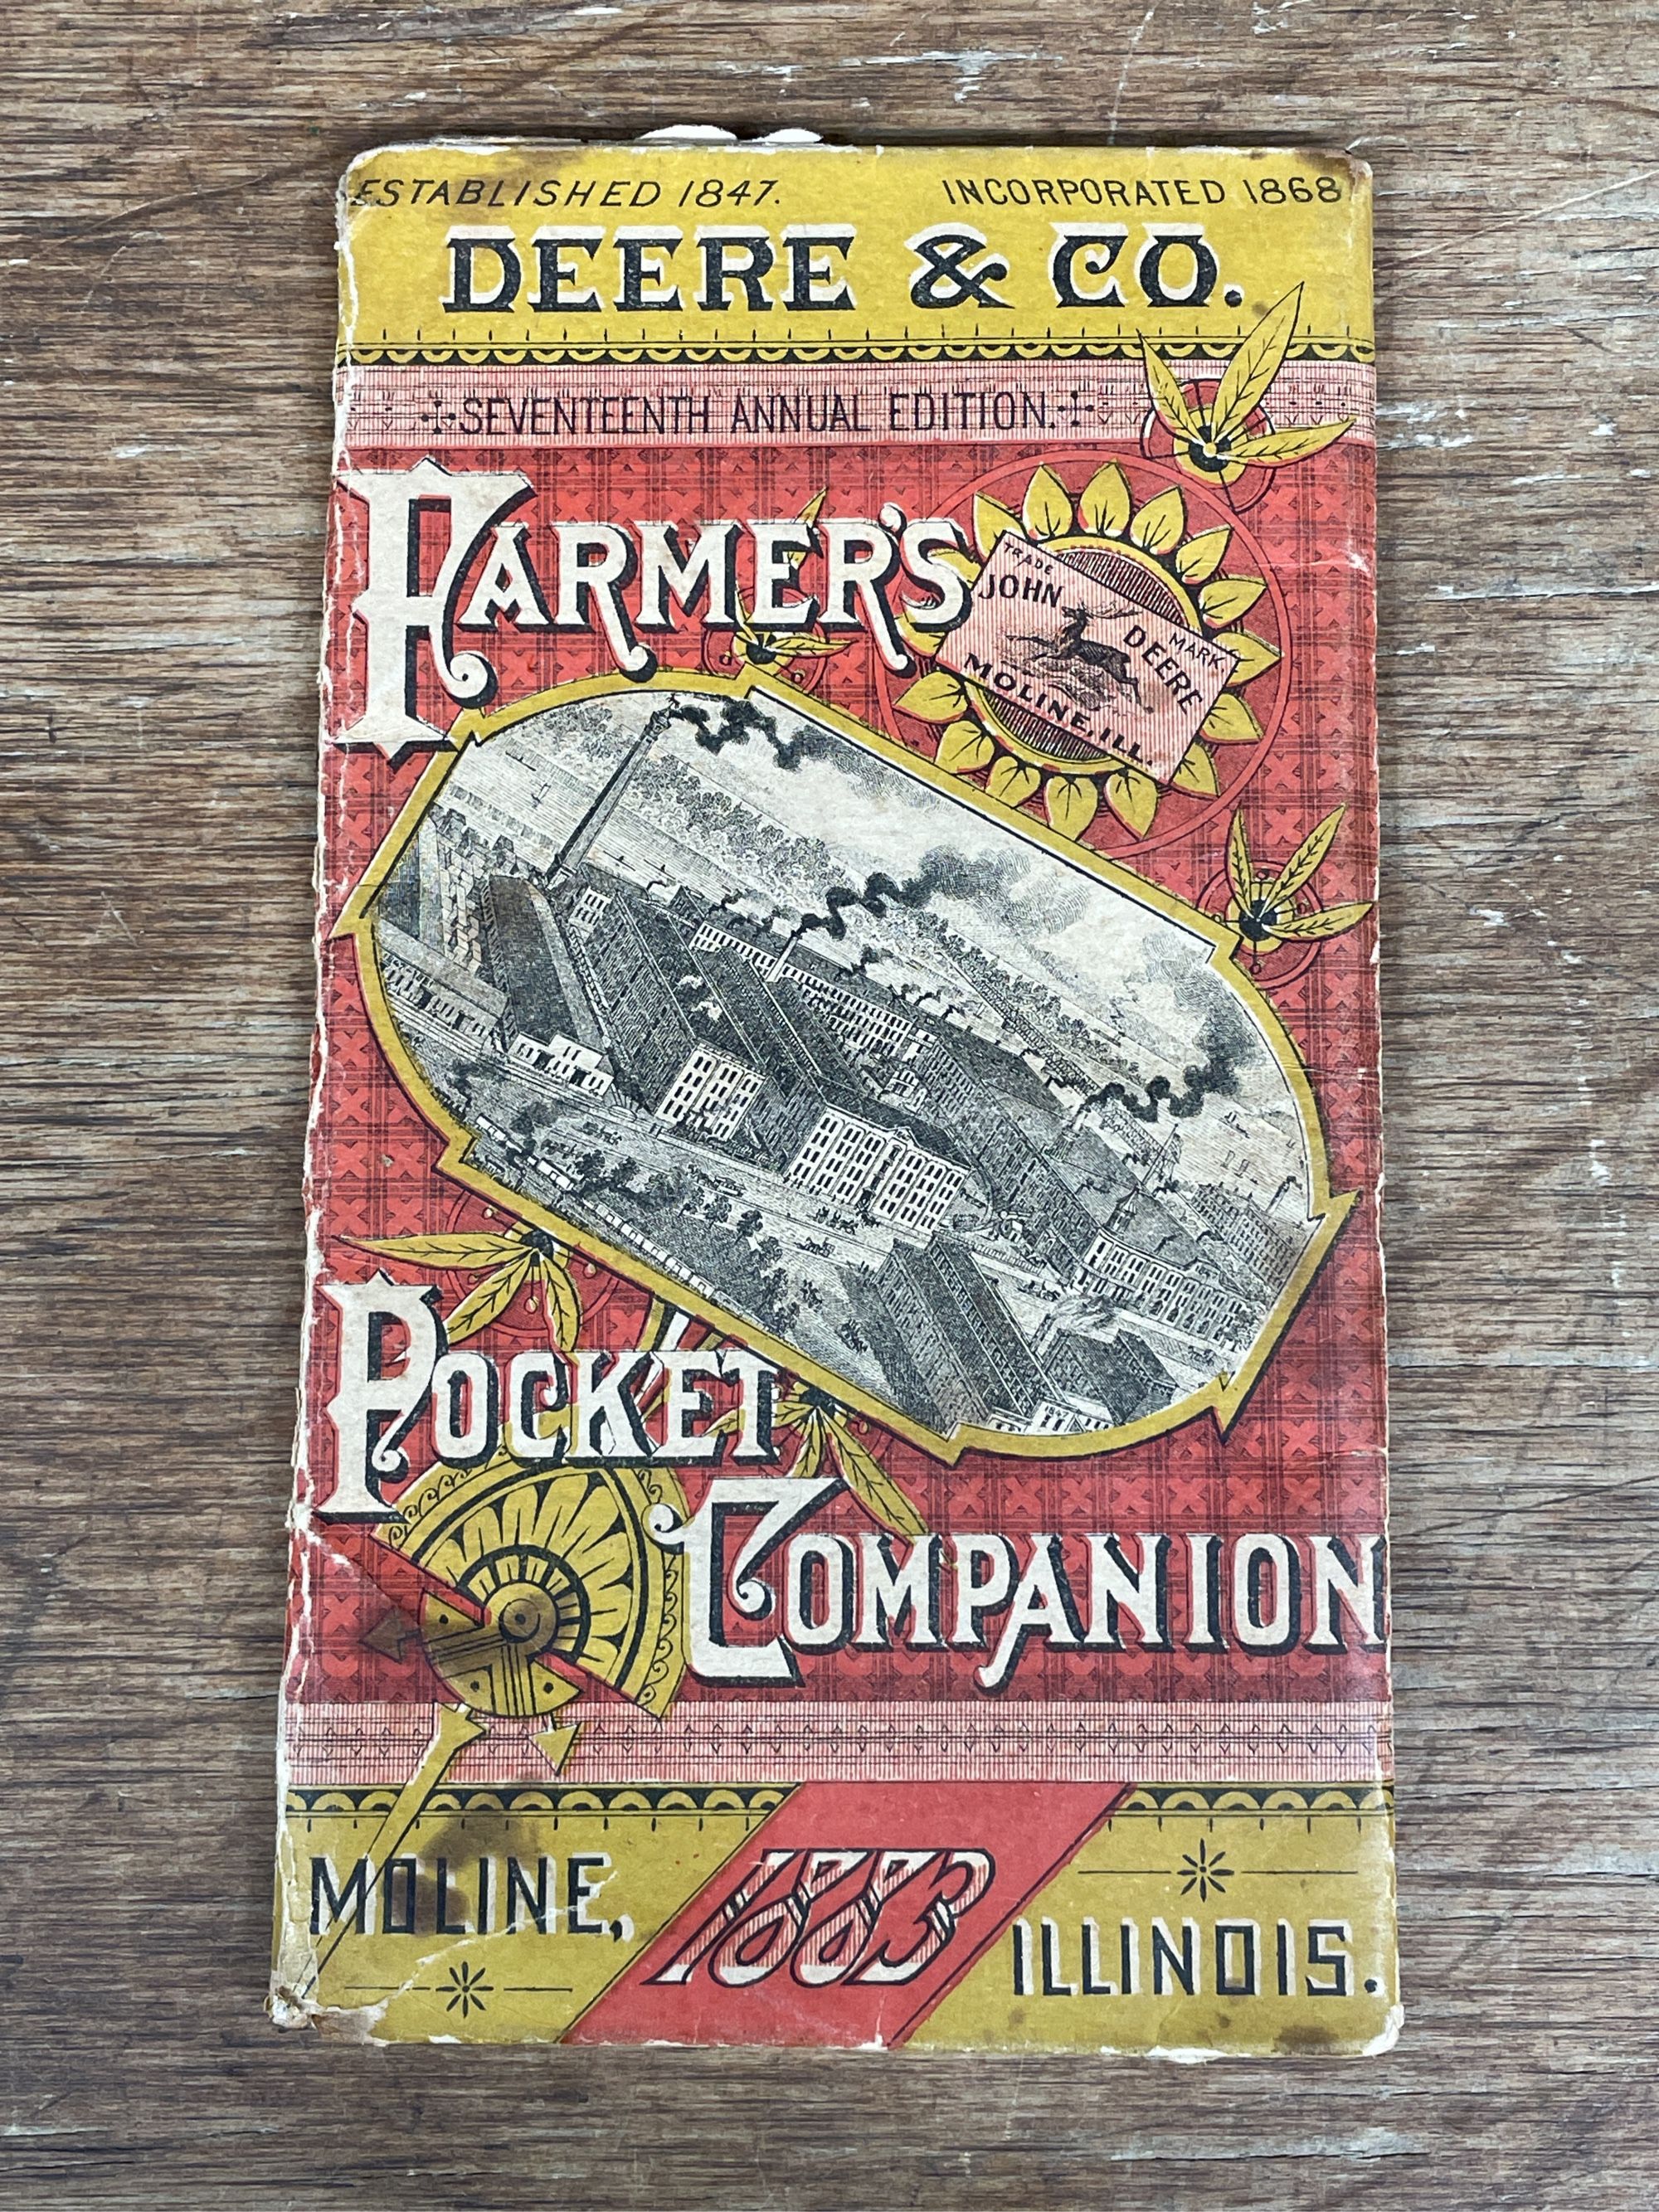 ESTABLISHED 1847. INCORPORATED 1868
DEERE & CO.
SEVENTEENTH ANNUAL EDITION.
FARMER'S
TRADE MARK
JOHN DEERE
MOLINE, ILL.
POCKET
COMPANION
MOLINE, 1883 ILLINOIS.